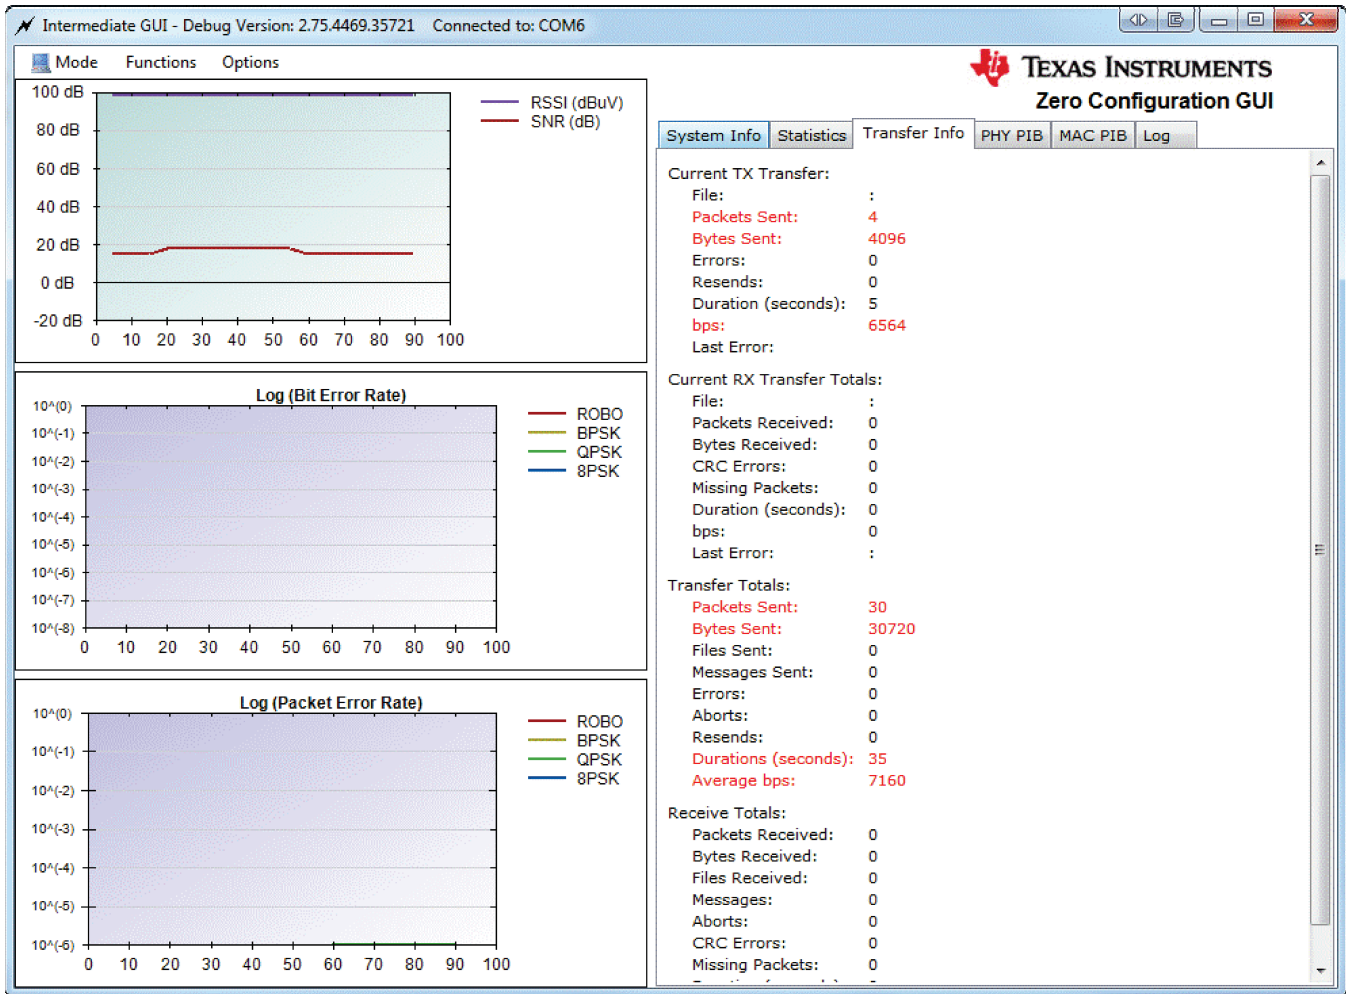 Intermediate GUI - Debug Version: 2.75.4469.35721 Connected to: COM6
Mode Functions Options
TEXAS INSTRUMENTS
Zero Configuration GUI
100 dB
80 dB
60 dB
40 dB
20 dB
0 dB
-20 dB
0 10 20 30 40 50 60 70 80 90 100
RSSI (dBuV)
SNR (dB)
Log (Bit Error Rate)
10^(0)
10^(-1)
10^(-2)
10^(-3)
10^(-4)
10^(-5)
10^(-6)
10^(-7)
10^(-8)
0 10 20 30 40 50 60 70 80 90 100
ROBO
BPSK
QPSK
8PSK
Log (Packet Error Rate)
10^(0)
10^(-1)
10^(-2)
10^(-3)
10^(-4)
10^(-5)
10^(-6)
0 10 20 30 40 50 60 70 80 90 100
ROBO
BPSK
QPSK
8PSK
System Info Statistics Transfer Info PHY PIB MAC PIB Log
Current TX Transfer:
File: :
Packets Sent: 4
Bytes Sent: 4096
Errors: 0
Resends: 0
Duration (seconds): 5
bps: 6564
Last Error:
Current RX Transfer Totals:
File: :
Packets Received: 0
Bytes Received: 0
CRC Errors: 0
Missing Packets: 0
Duration (seconds): 0
bps: 0
Last Error: :
Transfer Totals:
Packets Sent: 30
Bytes Sent: 30720
Files Sent: 0
Messages Sent: 0
Errors: 0
Aborts: 0
Resends: 0
Durations (seconds): 35
Average bps: 7160
Receive Totals:
Packets Received: 0
Bytes Received: 0
Files Received: 0
Messages: 0
Aborts: 0
CRC Errors: 0
Missing Packets: 0